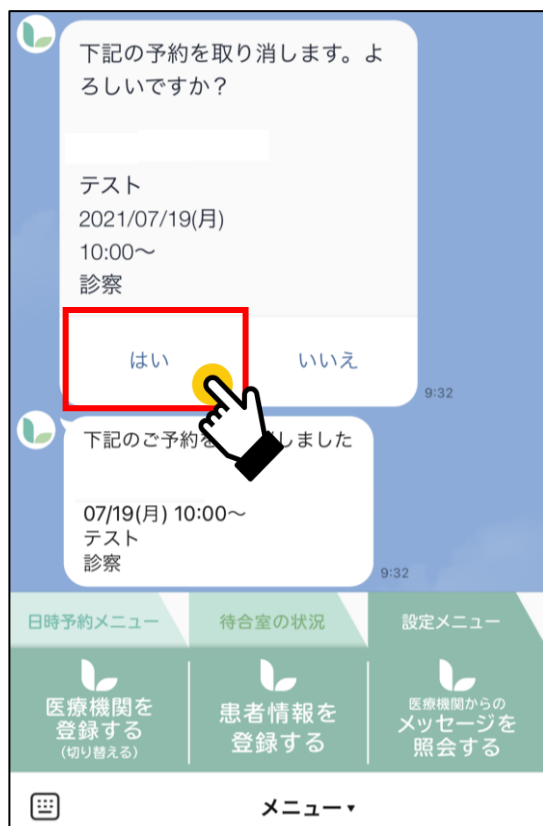 下記の予約を取り消します。よ
ろしいですか？
テスト
2021/07/19(月)
10:00～
診察
はい
いいえ
9:32
下記のご予約を
しました
07/19(月) 10:00～
テスト
診察
9:32
日時予約メニュー
待合室の状況
設定メニュー
医療機関を
登録する
(切り替える)
患者情報を
登録する
医療機関からの
メッセージを
照会する
メニュー▾